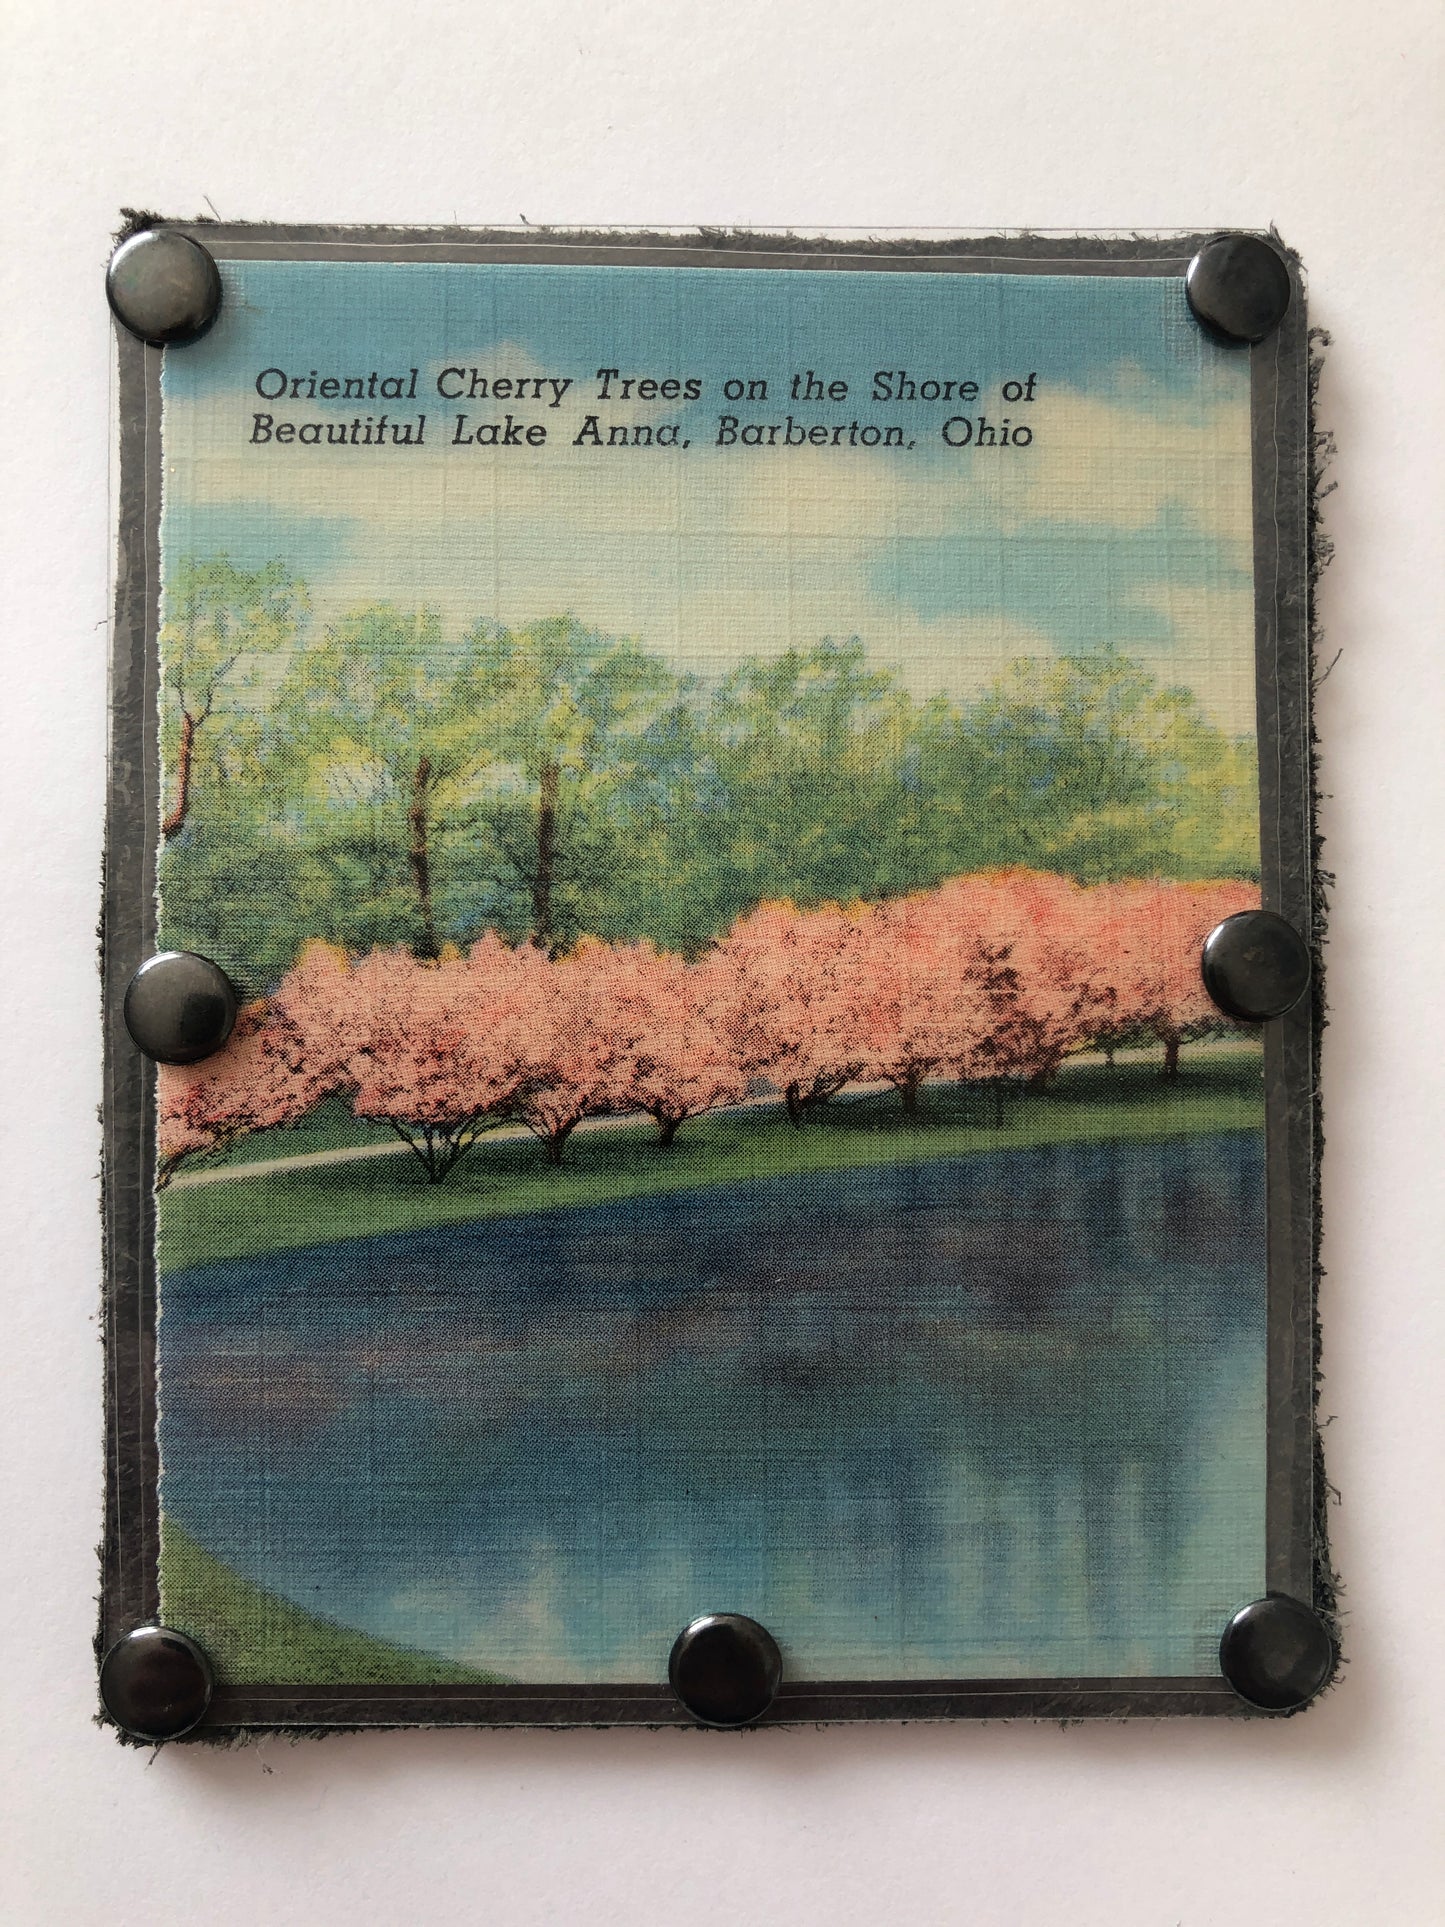 Oriental Cherry Trees on the Shore of
Beautiful Lake Anna, Barberton, Ohio